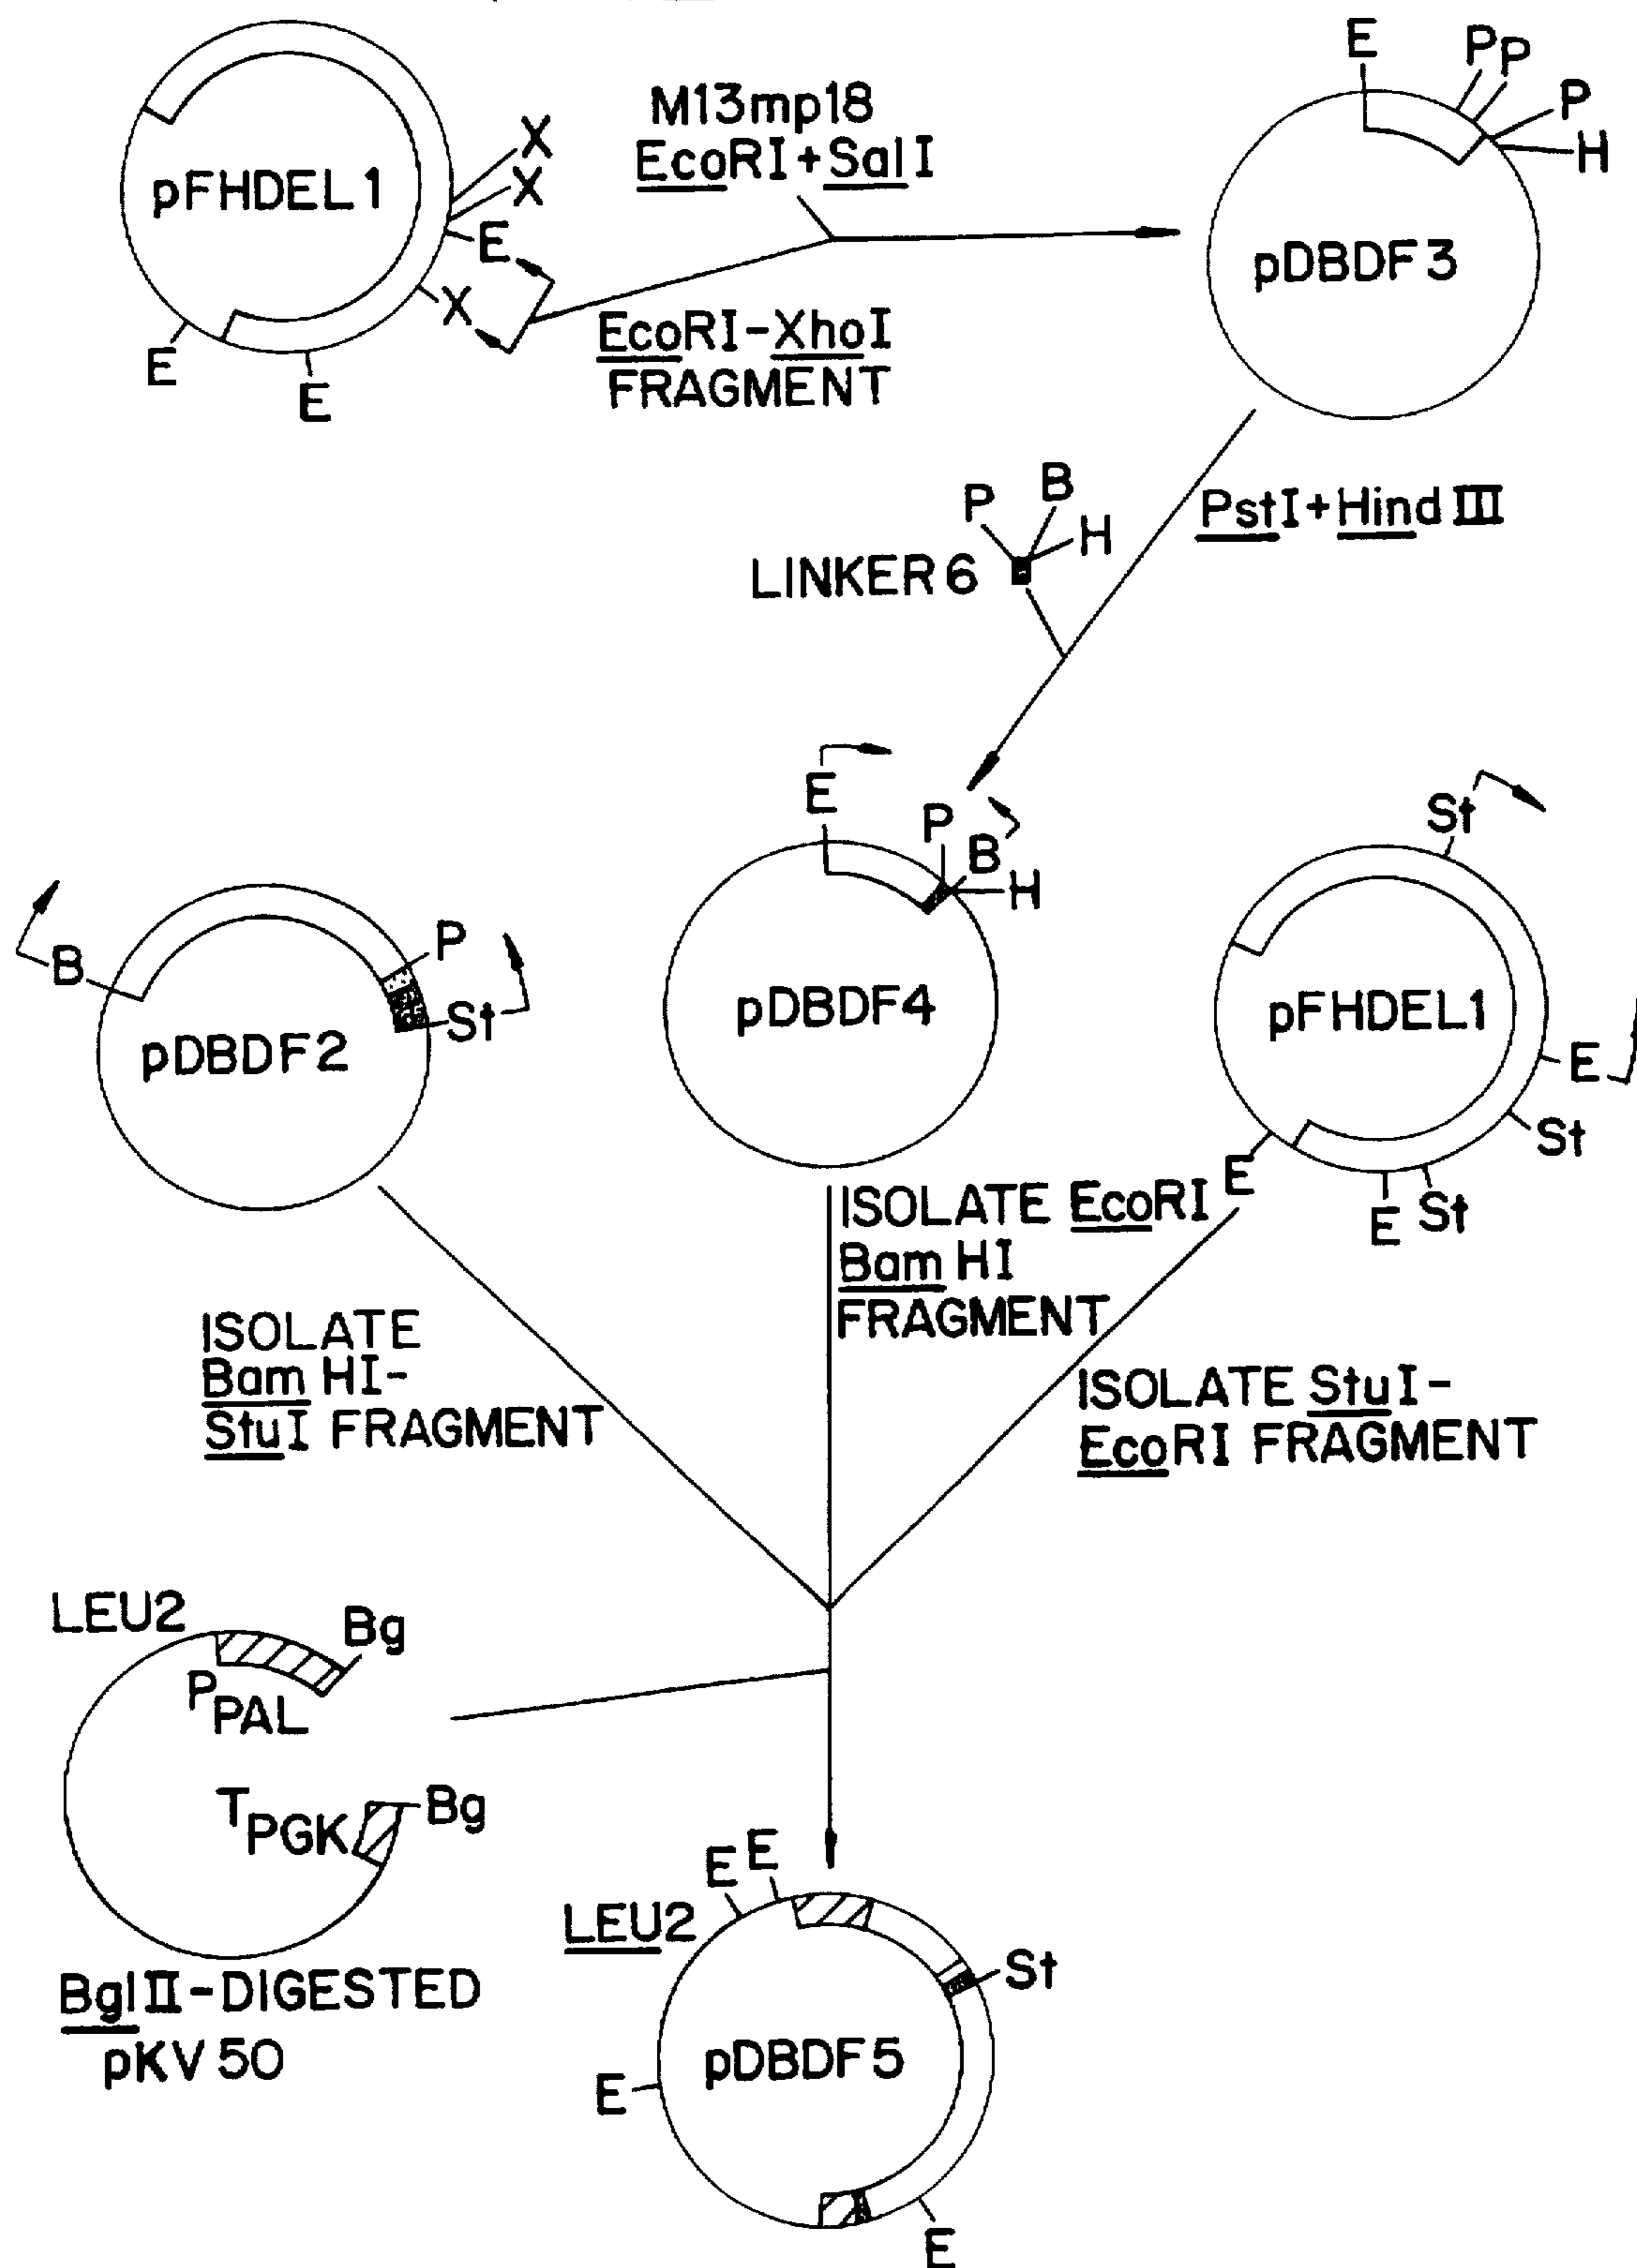 pFHDEL1
X
X
E
X
E
E
M13mp18
EcoRI+SalI
EcoRI-XhoI
FRAGMENT
E
P
P
P
H
pDBDF3
PstI+HindIII
P
B
H
LINKER 6
B
P
St
pDBDF2
E
P
B
H
pDBDF4
St
E
St
St
E
E
pFHDEL1
ISOLATE
BamHI-
StuI FRAGMENT
ISOLATE EcoRI
BamHI
FRAGMENT
ISOLATE StuI-
EcoRI FRAGMENT
LEU2
Bg
PPAL
TPGK
Bg
BglII-DIGESTED
pKV50
E
E
LEU2
St
pDBDF5
E
E